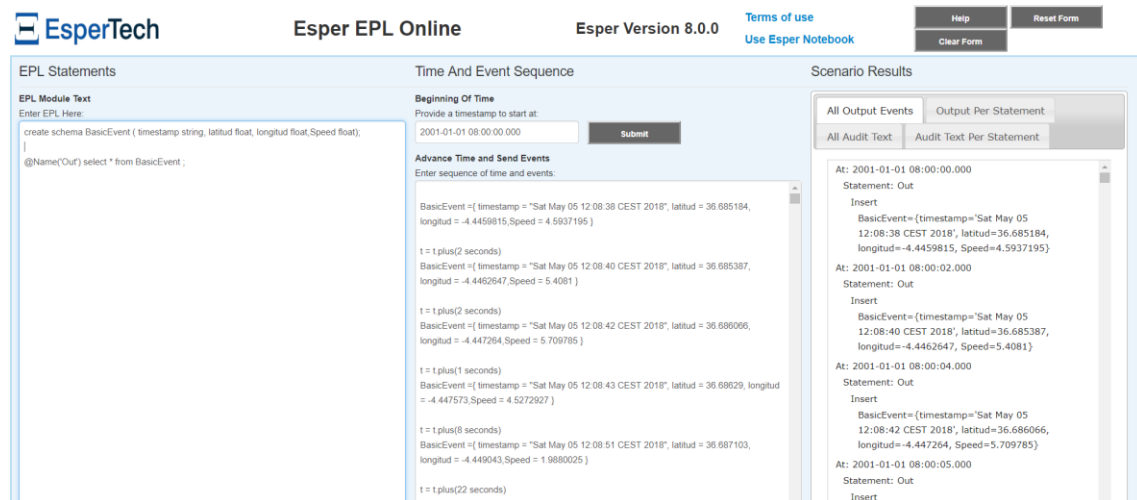 EsperTech
Esper EPL Online
Esper Version 8.0.0
Terms of use
Use Esper Notebook
Help
Reset Form
Clear Form
EPL Statements
EPL Module Text
Enter EPL Here:
create schema BasicEvent ( timestamp string, latitud float, longitud float,Speed float);
@Name('Out') select * from BasicEvent ;
Time And Event Sequence
Beginning Of Time
Provide a timestamp to start at:
2001-01-01 08:00:00.000
Submit
Advance Time and Send Events
Enter sequence of time and events:
BasicEvent ={ timestamp = "Sat May 05 12:08:38 CEST 2018", latitud = 36.685184,
longitud = -4.4459815,Speed = 4.5937195 }
t = t.plus(2 seconds)
BasicEvent ={ timestamp = "Sat May 05 12:08:40 CEST 2018", latitud = 36.685387,
longitud = -4.4462647,Speed = 5.4081 }
t = t.plus(2 seconds)
BasicEvent ={ timestamp = "Sat May 05 12:08:42 CEST 2018", latitud = 36.686066,
longitud = -4.447264,Speed = 5.709785 }
t = t.plus(1 seconds)
BasicEvent ={ timestamp = "Sat May 05 12:08:43 CEST 2018", latitud = 36.68629, longitud
= -4.447573,Speed = 4.5272927 }
t = t.plus(8 seconds)
BasicEvent ={ timestamp = "Sat May 05 12:08:51 CEST 2018", latitud = 36.687103,
longitud = -4.449043,Speed = 1.9880025 }
t = t.plus(22 seconds)
Scenario Results
All Output Events
Output Per Statement
All Audit Text
Audit Text Per Statement
At: 2001-01-01 08:00:00.000
Statement: Out
Insert
BasicEvent={timestamp='Sat May 05
12:08:38 CEST 2018', latitud=36.685184,
longitud=-4.4459815, Speed=4.5937195}
At: 2001-01-01 08:00:02.000
Statement: Out
Insert
BasicEvent={timestamp='Sat May 05
12:08:40 CEST 2018', latitud=36.685387,
longitud=-4.4462647, Speed=5.4081}
At: 2001-01-01 08:00:04.000
Statement: Out
Insert
BasicEvent={timestamp='Sat May 05
12:08:42 CEST 2018', latitud=36.686066,
longitud=-4.447264, Speed=5.709785}
At: 2001-01-01 08:00:05.000
Statement: Out
Insert